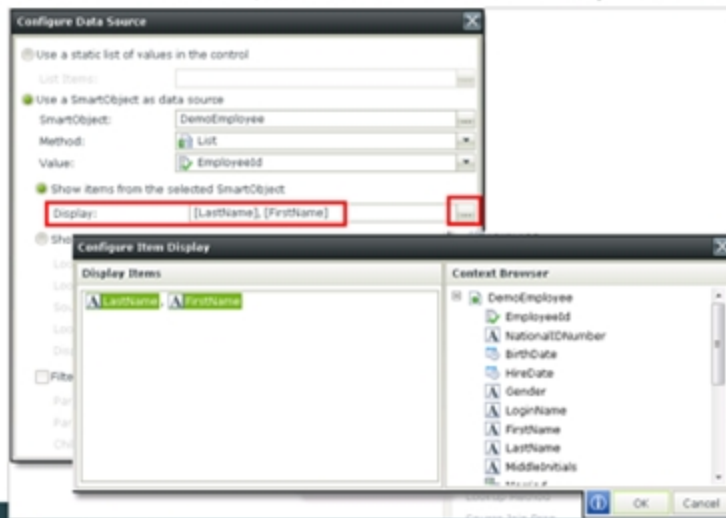 Configure Data Source
Use a static list of values in the control
List Items:
Use a SmartObject as data source
SmartObject: DemoEmployee
Method: List
Value: EmployeeId
Show items from the selected SmartObject
Display: [LastName], [FirstName]
Sho
Configure Item Display
Display Items
LastName, FirstName
Context Browser
DemoEmployee
EmployeeId
NationalIDNumber
BirthDate
HireDate
Gender
LoginName
FirstName
LastName
MiddleInitials
Filte
OK
Cancel